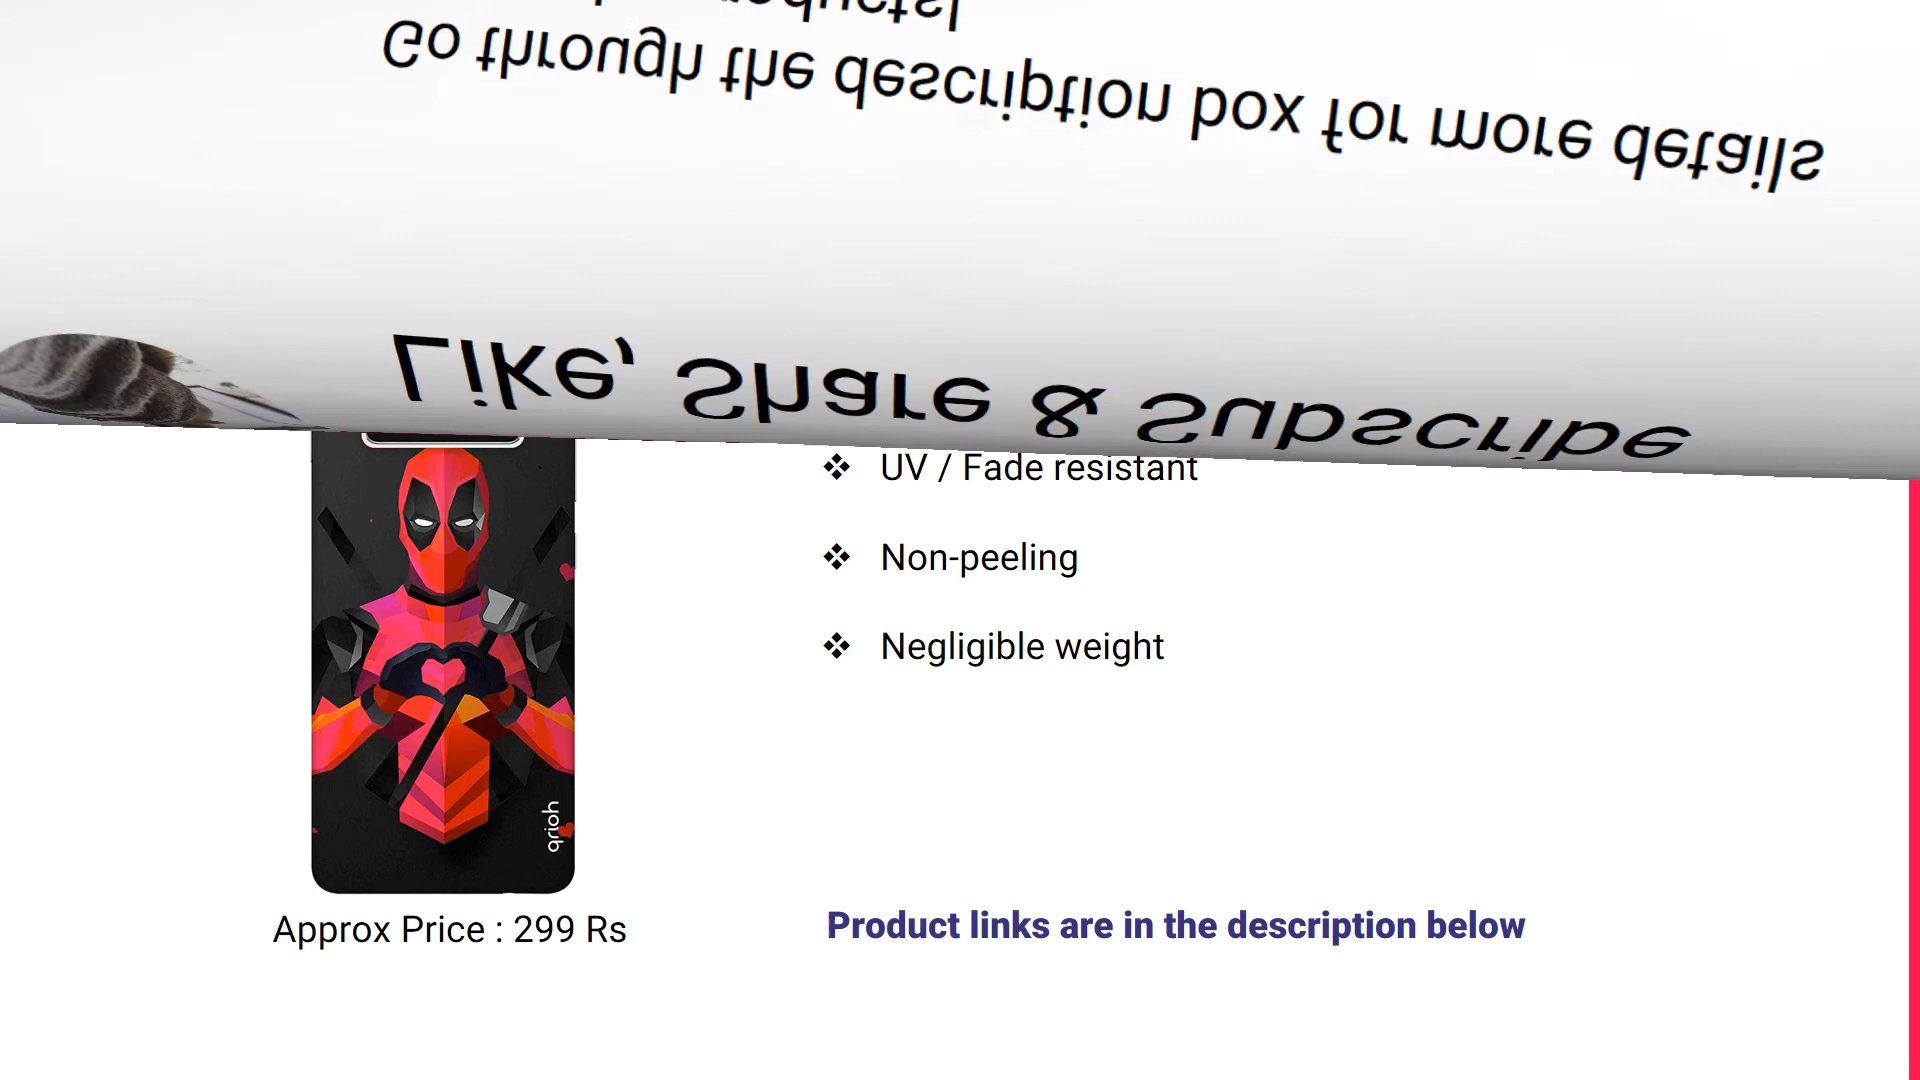 Go through the description box for more details
Like, Share & Subscribe
UV / Fade resistant
Non-peeling
Negligible weight
qrioh
Approx Price : 299 Rs
Product links are in the description below